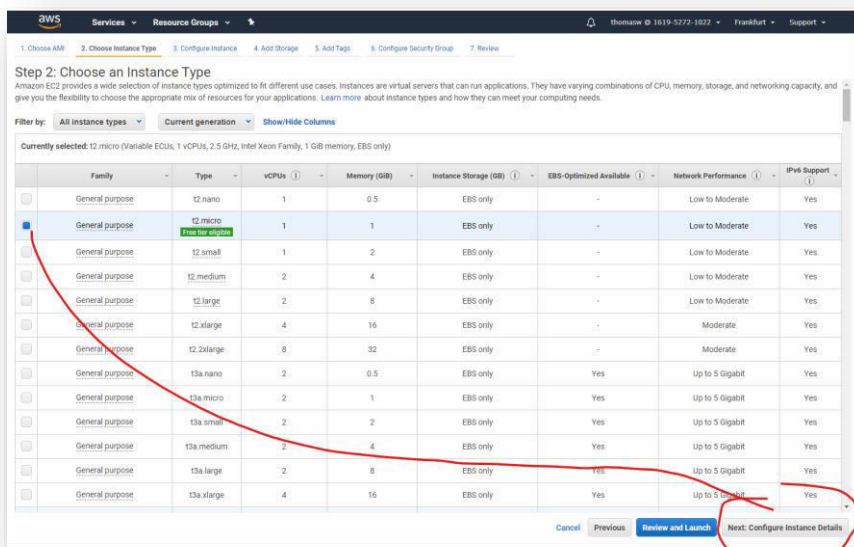 aws Services Resource Groups thomasw @ 1619-5272-1022 Frankfurt Support
1. Choose AMI 2. Choose Instance Type 3. Configure Instance 4. Add Storage 5. Add Tags 6. Configure Security Group 7. Review
Step 2: Choose an Instance Type
Amazon EC2 provides a wide selection of instance types optimized to fit different use cases. Instances are virtual servers that can run applications. They have varying combinations of CPU, memory, storage, and networking capacity, and
give you the flexibility to choose the appropriate mix of resources for your applications. Learn more about instance types and how they can meet your computing needs.
Filter by: All instance types Current generation Show/Hide Columns
Currently selected: t2.micro (Variable ECUs, 1 vCPUs, 2.5 GHz, Intel Xeon Family, 1 GiB memory, EBS only)
Family Type vCPUs Memory (GiB) Instance Storage (GB) EBS-Optimized Available Network Performance IPv6 Support
General purpose t2.nano 1 0.5 EBS only - Low to Moderate Yes
General purpose t2.micro 1 1 EBS only - Low to Moderate Yes
Free tier eligible
General purpose t2.small 1 2 EBS only - Low to Moderate Yes
General purpose t2.medium 2 4 EBS only - Low to Moderate Yes
General purpose t2.large 2 8 EBS only - Low to Moderate Yes
General purpose t2.xlarge 4 16 EBS only - Moderate Yes
General purpose t2.2xlarge 8 32 EBS only - Moderate Yes
General purpose t3a.nano 2 0.5 EBS only Yes Up to 5 Gigabit Yes
General purpose t3a.micro 2 1 EBS only Yes Up to 5 Gigabit Yes
General purpose t3a.small 2 2 EBS only Yes Up to 5 Gigabit Yes
General purpose t3a.medium 2 4 EBS only Yes Up to 5 Gigabit Yes
General purpose t3a.large 2 8 EBS only Yes Up to 5 Gigabit Yes
General purpose t3a.xlarge 4 16 EBS only Yes Up to 5 Gigabit Yes
Cancel Previous Review and Launch Next: Configure Instance Details